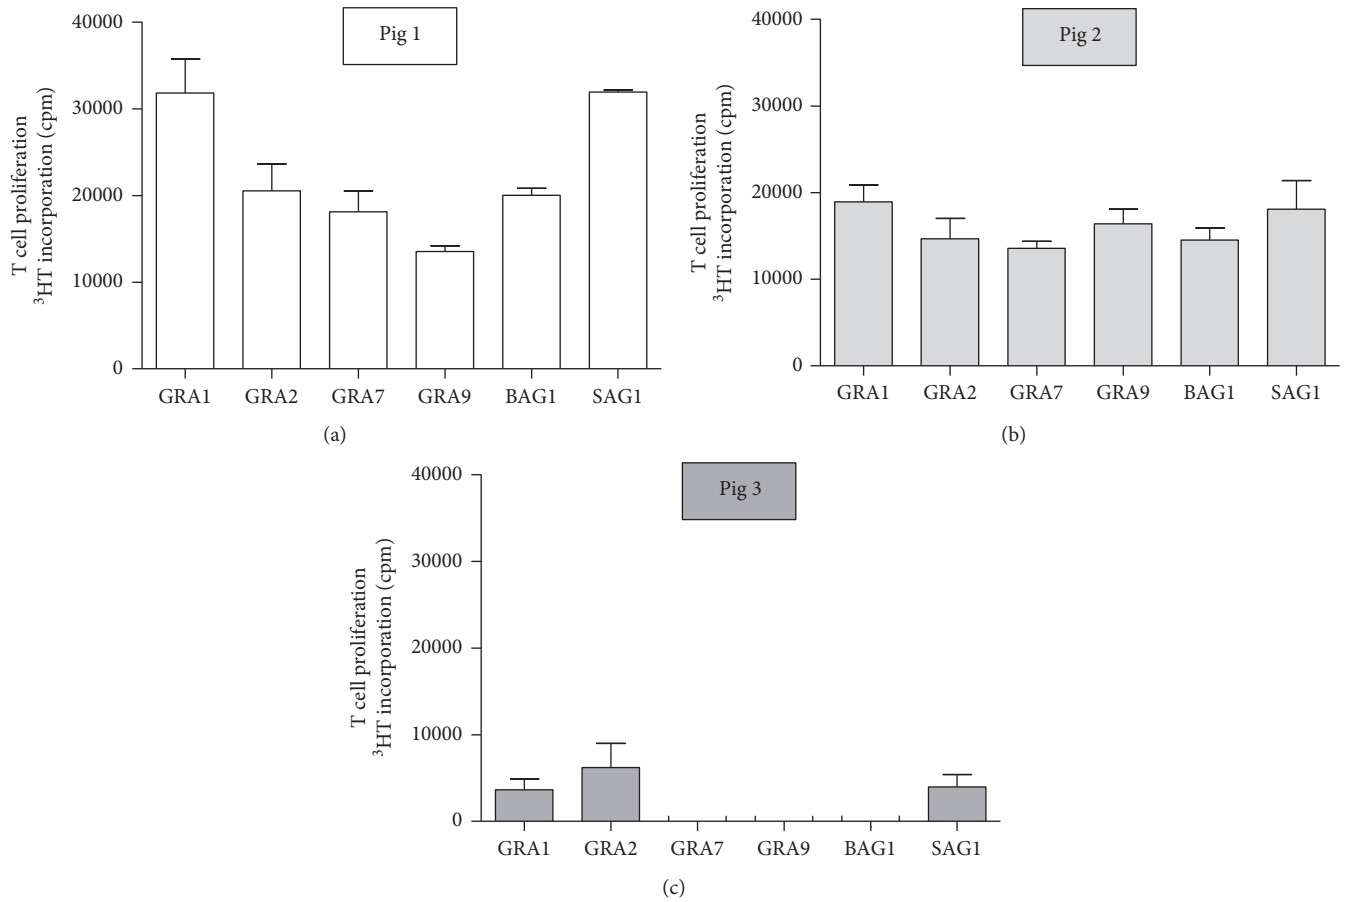 Pig 1
T cell proliferation
³HT incorporation (cpm)
40000
30000
20000
10000
0
GRA1 GRA2 GRA7 GRA9 BAG1 SAG1
(a)
Pig 2
T cell proliferation
³HT incorporation (cpm)
40000
30000
20000
10000
0
GRA1 GRA2 GRA7 GRA9 BAG1 SAG1
(b)
Pig 3
T cell proliferation
³HT incorporation (cpm)
40000
30000
20000
10000
0
GRA1 GRA2 GRA7 GRA9 BAG1 SAG1
(c)